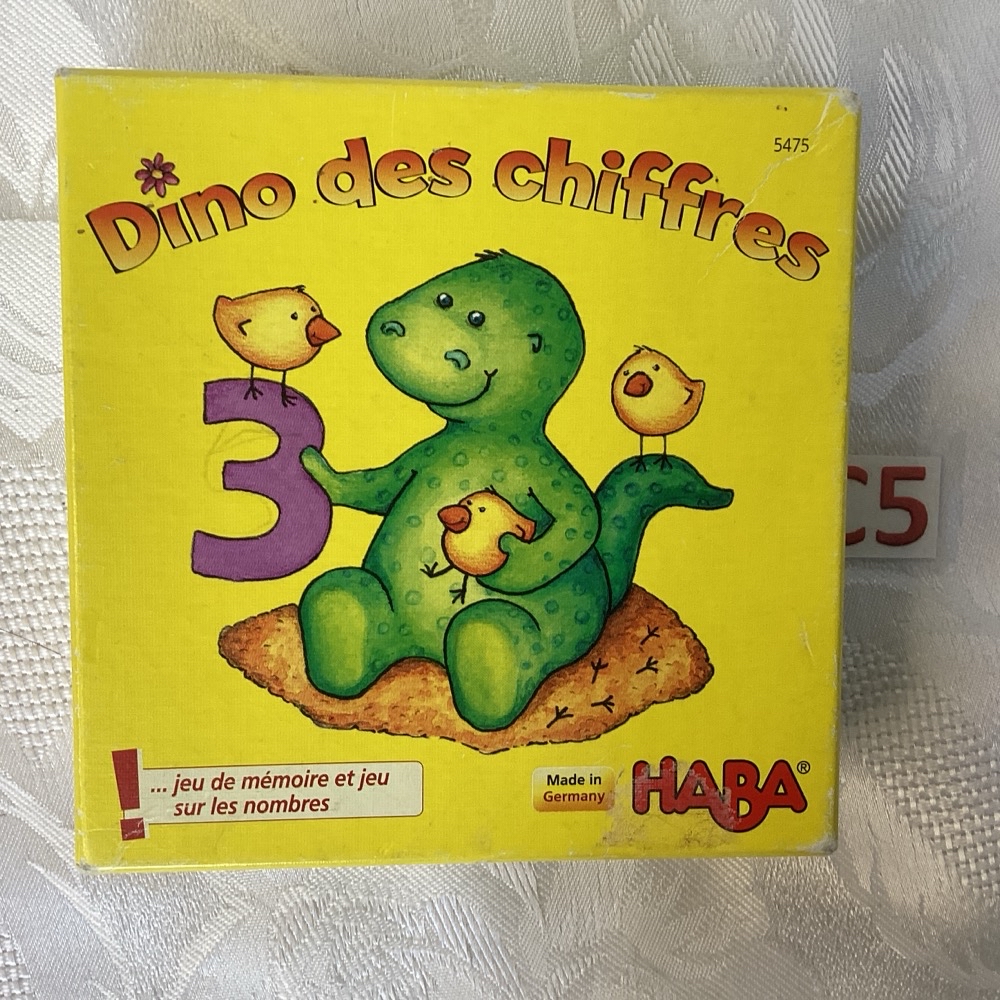 5475
Dino des chiffres
3
C5
... jeu de mémoire et jeu
sur les nombres
Made in
Germany
HABA®